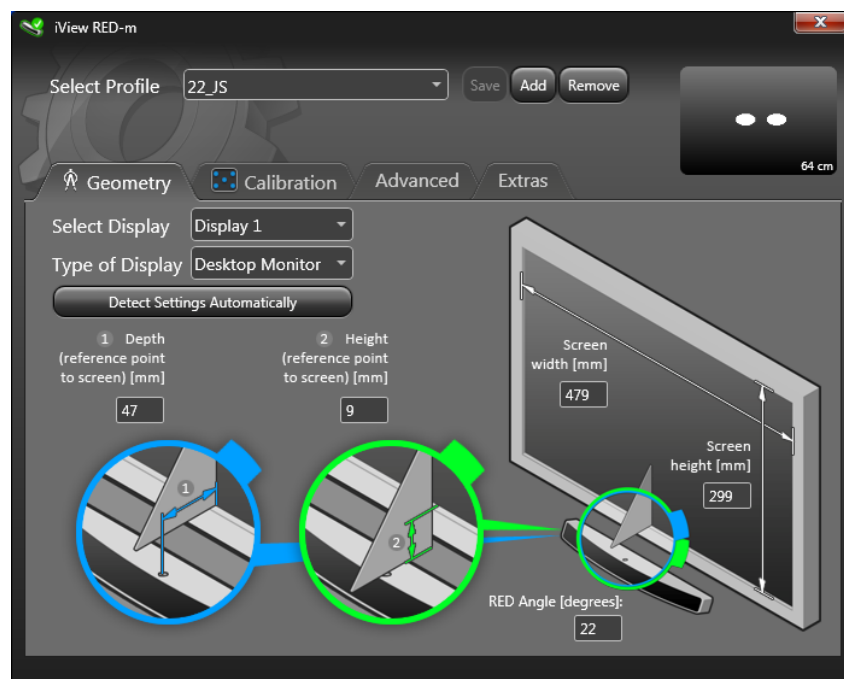 iView RED-m
Select Profile 22_JS Save Add Remove
64 cm
Geometry Calibration Advanced Extras
Select Display Display 1
Type of Display Desktop Monitor
Detect Settings Automatically
1 Depth
(reference point
to screen) [mm]
47
2 Height
(reference point
to screen) [mm]
9
Screen
width [mm]
479
Screen
height [mm]
299
1
2
RED Angle [degrees]:
22